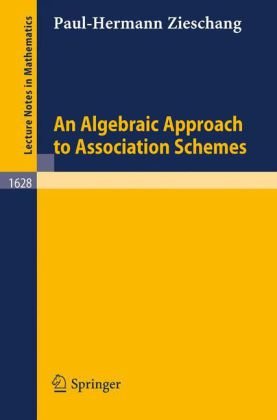 Paul-Hermann Zieschang
Lecture Notes in Mathematics
An Algebraic Approach
to Association Schemes
1628
Springer